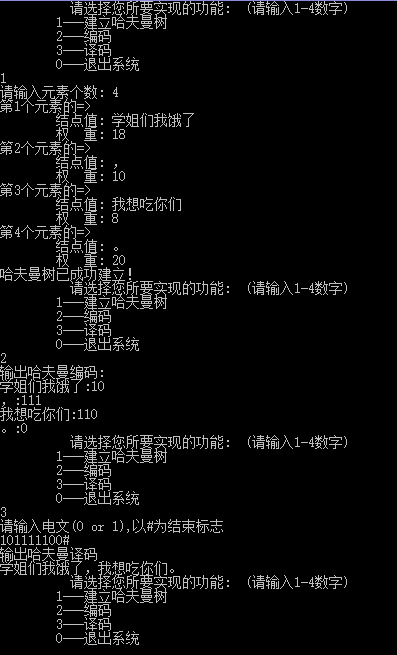 请选择您所要实现的功能: (请输入1-4数字)
1——建立哈夫曼树
2——编码
3——译码
0——退出系统
1
请输入元素个数: 4
第1个元素的=>
结点值: 学姐们我饿了
权 重: 18
第2个元素的=>
结点值: ,
权 重: 10
第3个元素的=>
结点值: 我想吃你们
权 重: 8
第4个元素的=>
结点值: 。
权 重: 20
哈夫曼树已成功建立!
请选择您所要实现的功能: (请输入1-4数字)
1——建立哈夫曼树
2——编码
3——译码
0——退出系统
2
输出哈夫曼编码:
学姐们我饿了:10
, :111
我想吃你们:110
。:0
请选择您所要实现的功能: (请输入1-4数字)
1——建立哈夫曼树
2——编码
3——译码
0——退出系统
3
请输入电文(0 or 1),以#为结束标志
101111100#
输出哈夫曼译码
学姐们我饿了，我想吃你们。
请选择您所要实现的功能: (请输入1-4数字)
1——建立哈夫曼树
2——编码
3——译码
0——退出系统